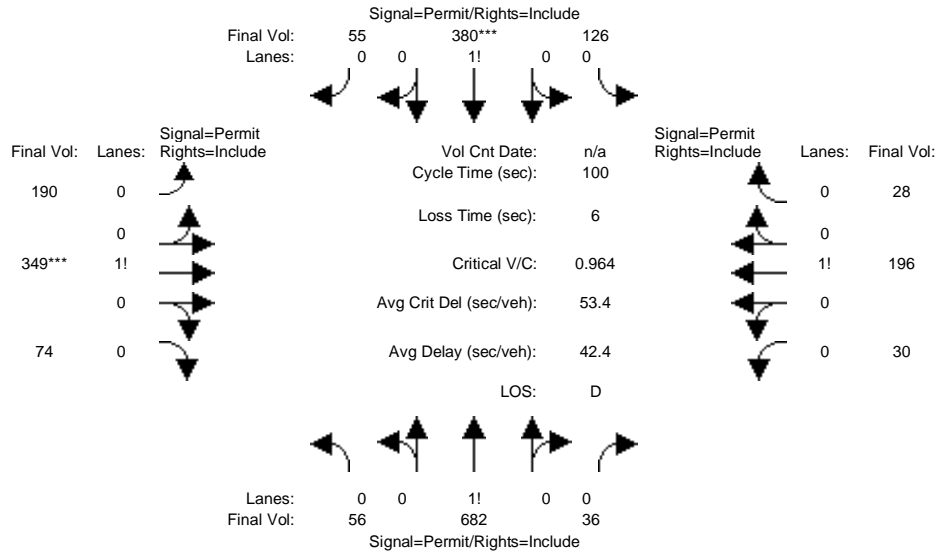 Signal=Permit/Rights=Include
Final Vol: 55 380*** 126
Lanes: 0 0 1! 0 0
Signal=Permit
Final Vol: Lanes: Rights=Include
Vol Cnt Date: n/a
Signal=Permit
Rights=Include Lanes: Final Vol:
Cycle Time (sec): 100
190 0
0 28
Loss Time (sec): 6
0
0
349*** 1!
Critical V/C: 0.964
1! 196
0
Avg Crit Del (sec/veh): 53.4
0
74 0
Avg Delay (sec/veh): 42.4
0 30
LOS: D
Lanes: 0 0 1! 0 0
Final Vol: 56 682 36
Signal=Permit/Rights=Include